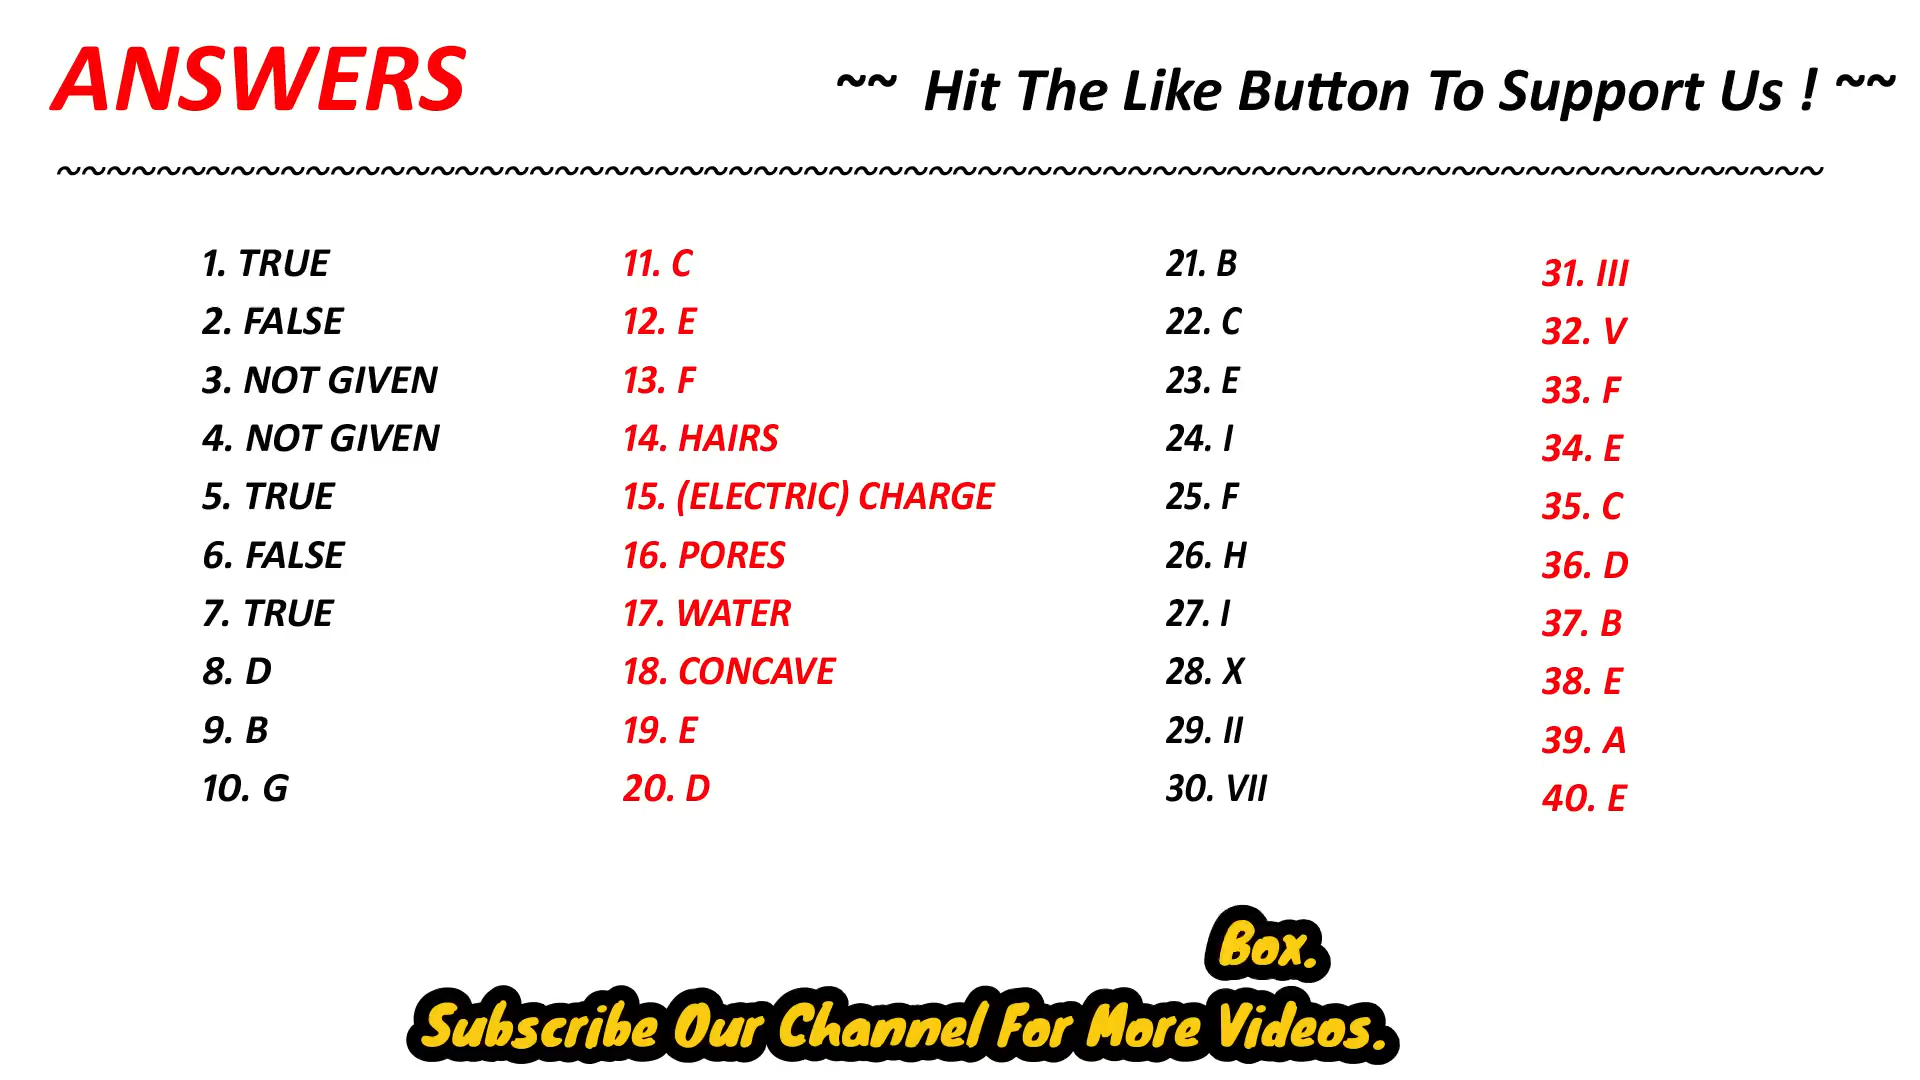 ANSWERS
~~ Hit The Like Button To Support Us ! ~~
~~~~~~~~~~~~~~~~~~~~~~~~~~~~~~~~~~~~~~~~~~~~~~~~~~~~~~~~~~~~~~~~~~~~~~~
1. TRUE
2. FALSE
3. NOT GIVEN
4. NOT GIVEN
5. TRUE
6. FALSE
7. TRUE
8. D
9. B
10. G
11. C
12. E
13. F
14. HAIRS
15. (ELECTRIC) CHARGE
16. PORES
17. WATER
18. CONCAVE
19. E
20. D
21. B
22. C
23. E
24. I
25. F
26. H
27. I
28. X
29. II
30. VII
31. III
32. V
33. F
34. E
35. C
36. D
37. B
38. E
39. A
40. E
Box.
Subscribe Our Channel For More Videos.